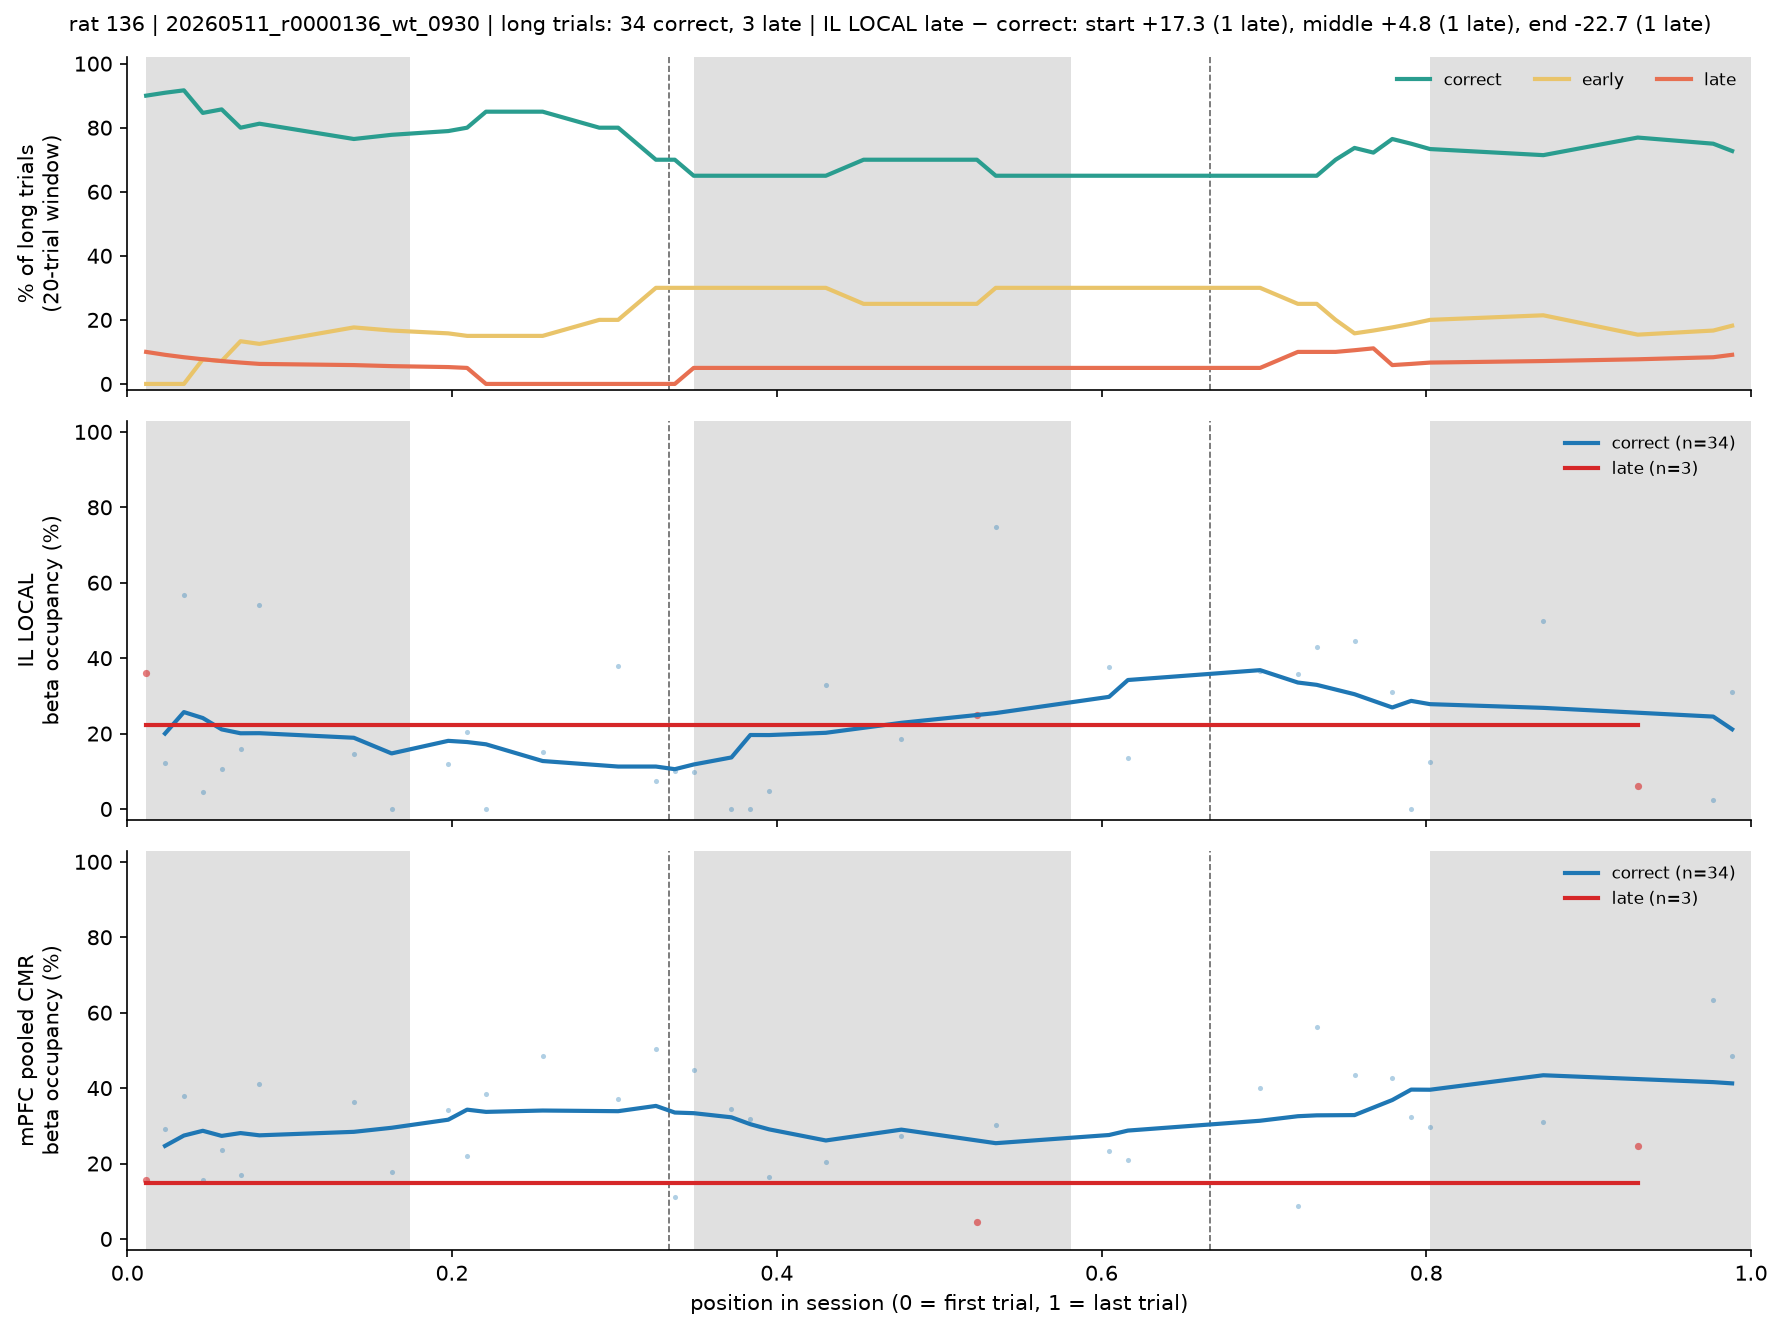 rat 136 | 20260511_r0000136_wt_0930 | long trials: 34 correct, 3 late | IL LOCAL late − correct: start +17.3 (1 late), middle +4.8 (1 late), end -22.7 (1 late)
% of long trials
(20-trial window)
100
80
60
40
20
0
correct
early
late
IL LOCAL
beta occupancy (%)
100
80
60
40
20
0
correct (n=34)
late (n=3)
mPFC pooled CMR
beta occupancy (%)
100
80
60
40
20
0
correct (n=34)
late (n=3)
0.0 0.2 0.4 0.6 0.8 1.0
position in session (0 = first trial, 1 = last trial)